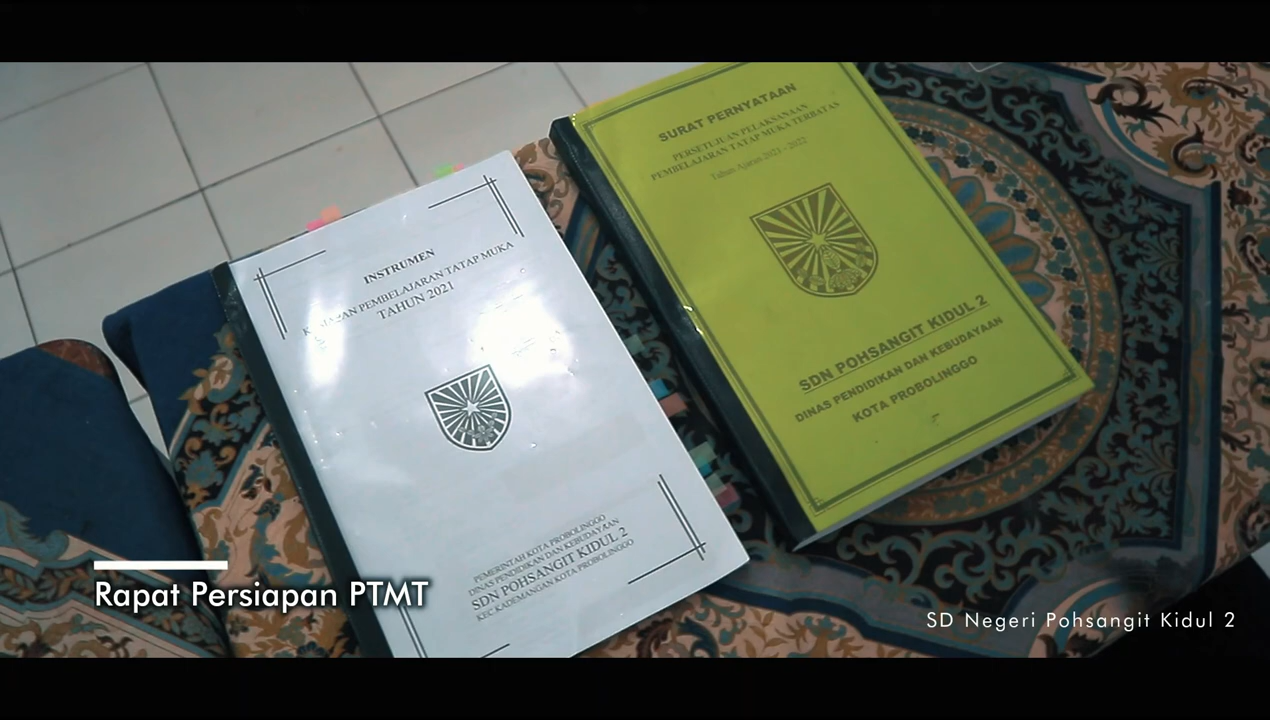 SURAT PERNYATAAN
PERSETUJUAN PELAKSANAAN
PEMBELAJARAN TATAP MUKA TERBATAS
Tahun Ajaran 2021 - 2022
SDN POHSANGIT KIDUL 2
DINAS PENDIDIKAN DAN KEBUDAYAAN
KOTA PROBOLINGGO
INSTRUMEN
PEMBELAJARAN TATAP MUKA
TAHUN 2021
PEMERINTAH KOTA PROBOLINGGO
DINAS PENDIDIKAN DAN KEBUDAYAAN
SDN POHSANGIT KIDUL 2
KEC KADEMANGAN KOTA PROBOLINGGO
Rapat Persiapan PTMT
SD Negeri Pohsangit Kidul 2